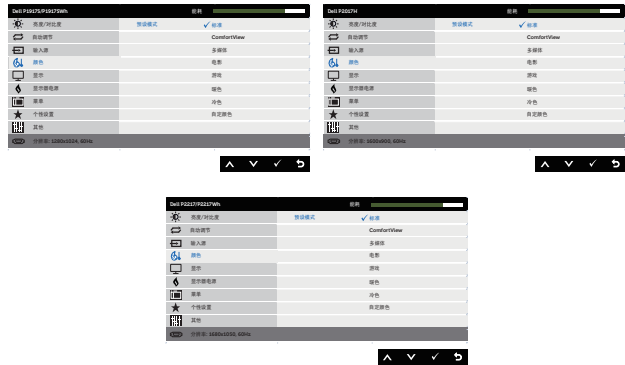 Dell P1917S/P1917SWh 能耗
亮度/对比度 预设模式 ✓ 标准
自动调节 ComfortView
输入源 多媒体
颜色 电影
显示 游戏
显示器电源 暖色
菜单 冷色
个性设置 自定颜色
其他
分辨率: 1280x1024, 60Hz
Dell P2017H 能耗
亮度/对比度 预设模式 ✓ 标准
自动调节 ComfortView
输入源 多媒体
颜色 电影
显示 游戏
显示器电源 暖色
菜单 冷色
个性设置 自定颜色
其他
分辨率: 1600x900, 60Hz
Dell P2217/P2217Wh 能耗
亮度/对比度 预设模式 ✓ 标准
自动调节 ComfortView
输入源 多媒体
颜色 电影
显示 游戏
显示器电源 暖色
菜单 冷色
个性设置 自定颜色
其他
分辨率: 1680x1050, 60Hz